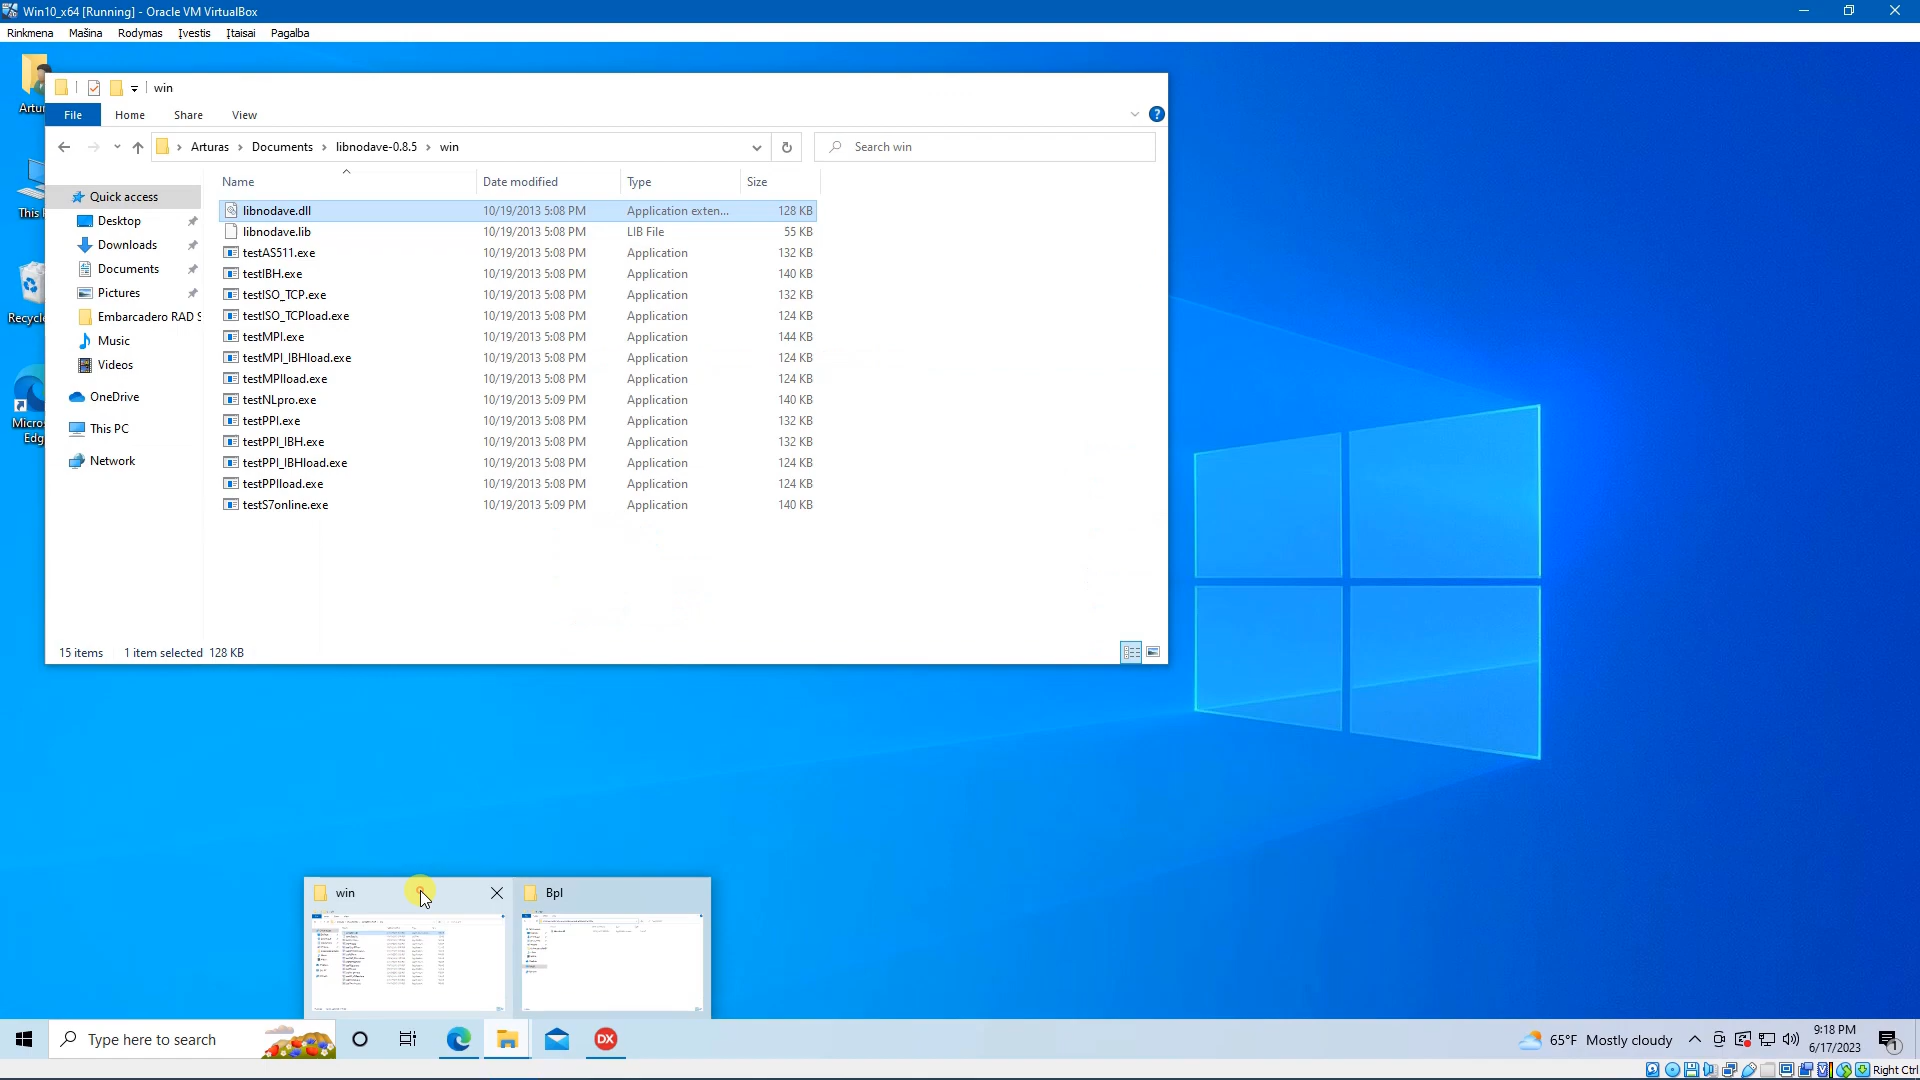 Win10_x64 [Running] - Oracle VM VirtualBox
Rinkmena Mašina Rodymas Įvestis Įtaisai Pagalba
win
File Home Share View
Arturas Documents libnodave-0.8.5 win
Search win
Name Date modified Type Size
Quick access
Desktop
Downloads
Documents
Pictures
Embarcadero RAD S
Music
Videos
OneDrive
This PC
Network
libnodave.dll 10/19/2013 5:08 PM Application exten... 128 KB
libnodave.lib 10/19/2013 5:08 PM LIB File 55 KB
testAS511.exe 10/19/2013 5:08 PM Application 132 KB
testIBH.exe 10/19/2013 5:08 PM Application 140 KB
testISO_TCP.exe 10/19/2013 5:08 PM Application 132 KB
testISO_TCPload.exe 10/19/2013 5:08 PM Application 124 KB
testMPI.exe 10/19/2013 5:08 PM Application 144 KB
testMPI_IBHload.exe 10/19/2013 5:08 PM Application 124 KB
testMPIload.exe 10/19/2013 5:08 PM Application 124 KB
testNLpro.exe 10/19/2013 5:09 PM Application 140 KB
testPPI.exe 10/19/2013 5:08 PM Application 132 KB
testPPI_IBH.exe 10/19/2013 5:08 PM Application 132 KB
testPPI_IBHload.exe 10/19/2013 5:08 PM Application 124 KB
testPPIload.exe 10/19/2013 5:08 PM Application 124 KB
testS7online.exe 10/19/2013 5:09 PM Application 140 KB
15 items 1 item selected 128 KB
Artu
This
Recycle
Micros
Edg
win
Bpl
Type here to search
DX
65°F Mostly cloudy
9:18 PM
6/17/2023
1
Right Ctrl